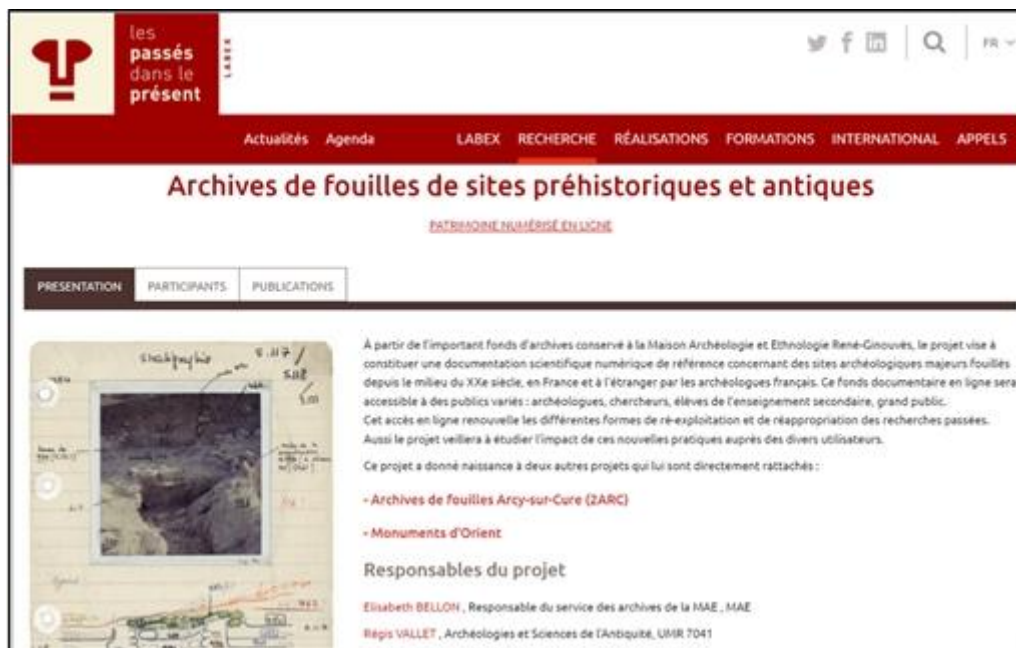 les
passés
dans le
présent
LABEX
FR
Actualités Agenda LABEX RECHERCHE RÉALISATIONS FORMATIONS INTERNATIONAL APPELS
Archives de fouilles de sites préhistoriques et antiques
PATRIMOINE NUMÉRISÉ EN LIGNE
PRESENTATION PARTICIPANTS PUBLICATIONS
Stratigraphie S.117 /
S.118
À partir de l'important fonds d'archives conservé à la Maison Archéologie et Ethnologie René-Ginouvès, le projet vise à
constituer une documentation scientifique numérique de référence concernant des sites archéologiques majeurs fouillés
depuis le milieu du XXe siècle, en France et à l'étranger par les archéologues français. Ce fonds documentaire en ligne sera
accessible à des publics variés : archéologues, chercheurs, élèves de l'enseignement secondaire, grand public.
Cet accès en ligne renouvelle les différentes formes de ré-exploitation et de réappropriation des recherches passées.
Aussi le projet veillera à étudier l'impact de ces nouvelles pratiques auprès des divers utilisateurs.
Ce projet a donné naissance à deux autres projets qui lui sont directement rattachés :
- Archives de fouilles Arcy-sur-Cure (2ARC)
- Monuments d'Orient
Responsables du projet
Elisabeth BELLON , Responsable du service des archives de la MAE , MAE
Régis VALLET , Archéologies et Sciences de l'Antiquité, UMR 7041